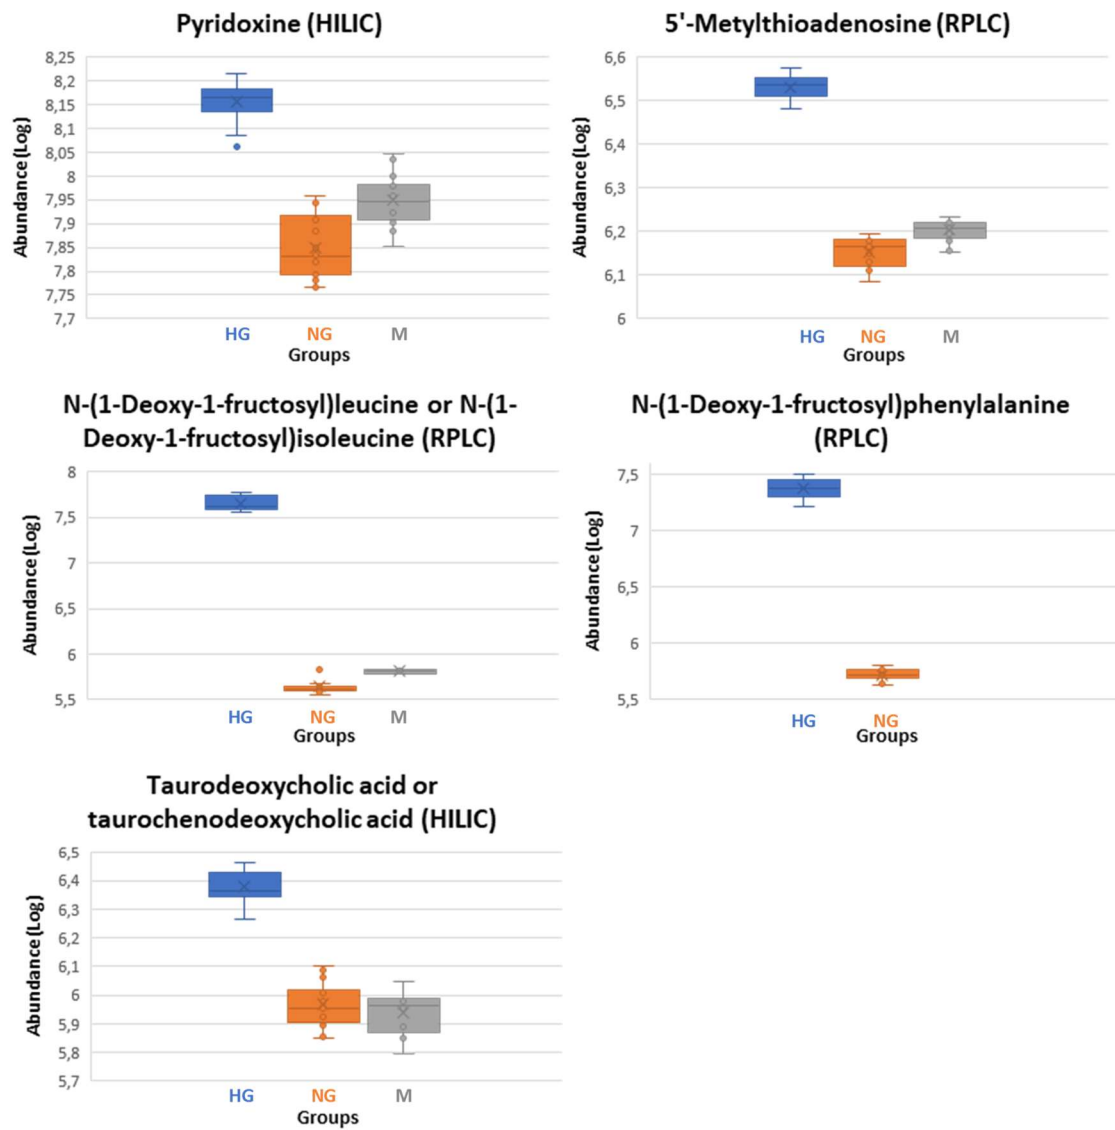 Pyridoxine (HILIC)
Abundance (Log)
8,25
8,2
8,15
8,1
8,05
8
7,95
7,9
7,85
7,8
7,75
7,7
HG
NG
M
Groups
5'-Metylthioadenosine (RPLC)
Abundance (Log)
6,6
6,5
6,4
6,3
6,2
6,1
6
HG
NG
M
Groups
N-(1-Deoxy-1-fructosyl)leucine or N-(1-
Deoxy-1-fructosyl)isoleucine (RPLC)
Abundance (Log)
8
7,5
7
6,5
6
5,5
HG
NG
M
Groups
N-(1-Deoxy-1-fructosyl)phenylalanine
(RPLC)
Abundance (Log)
7,5
7
6,5
6
5,5
HG
NG
Groups
Taurodeoxycholic acid or
taurochenodeoxycholic acid (HILIC)
Abundance (Log)
6,5
6,4
6,3
6,2
6,1
6
5,9
5,8
5,7
HG
NG
M
Groups